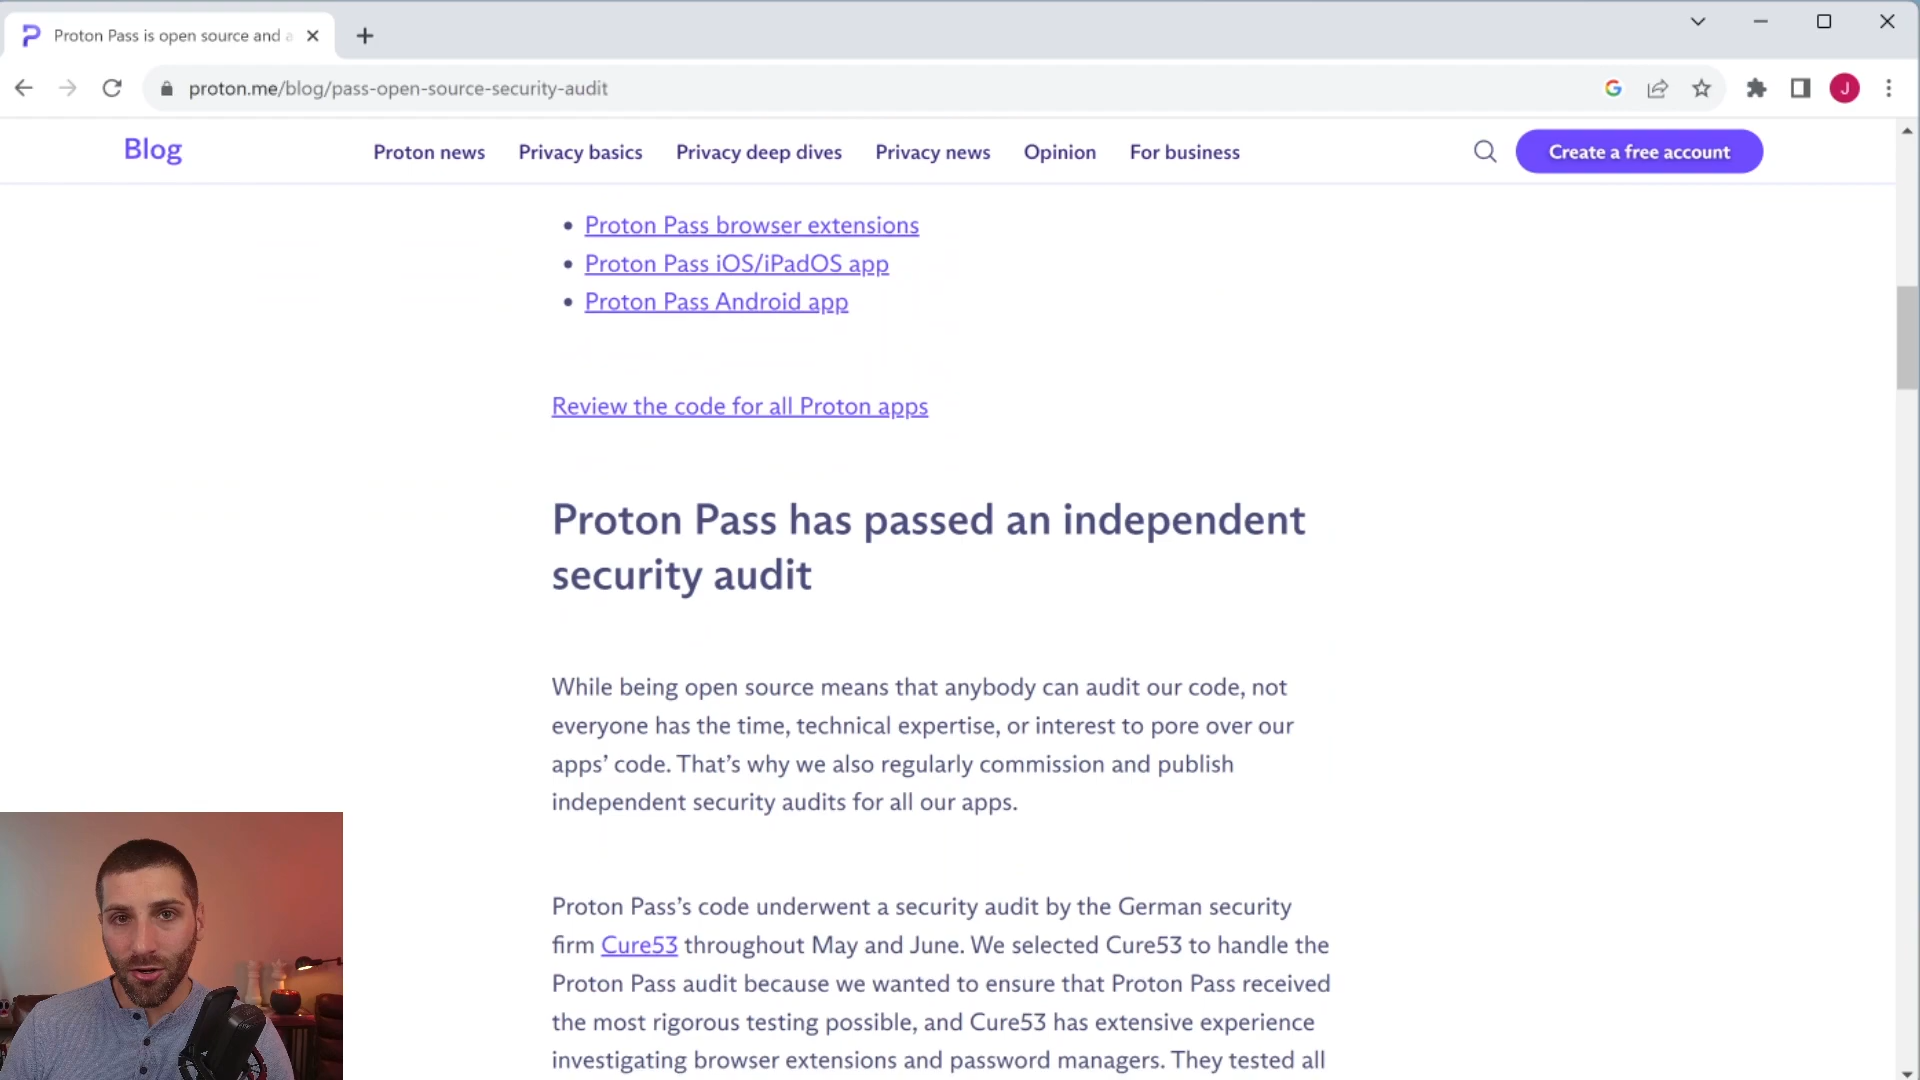 Proton Pass is open source and a
proton.me/blog/pass-open-source-security-audit
J
Blog
Proton news
Privacy basics
Privacy deep dives
Privacy news
Opinion
For business
Create a free account
Proton Pass browser extensions
Proton Pass iOS/iPadOS app
Proton Pass Android app
Review the code for all Proton apps
Proton Pass has passed an independent
security audit
While being open source means that anybody can audit our code, not
everyone has the time, technical expertise, or interest to pore over our
apps’ code. That’s why we also regularly commission and publish
independent security audits for all our apps.
Proton Pass’s code underwent a security audit by the German security
firm Cure53 throughout May and June. We selected Cure53 to handle the
Proton Pass audit because we wanted to ensure that Proton Pass received
the most rigorous testing possible, and Cure53 has extensive experience
investigating browser extensions and password managers. They tested all